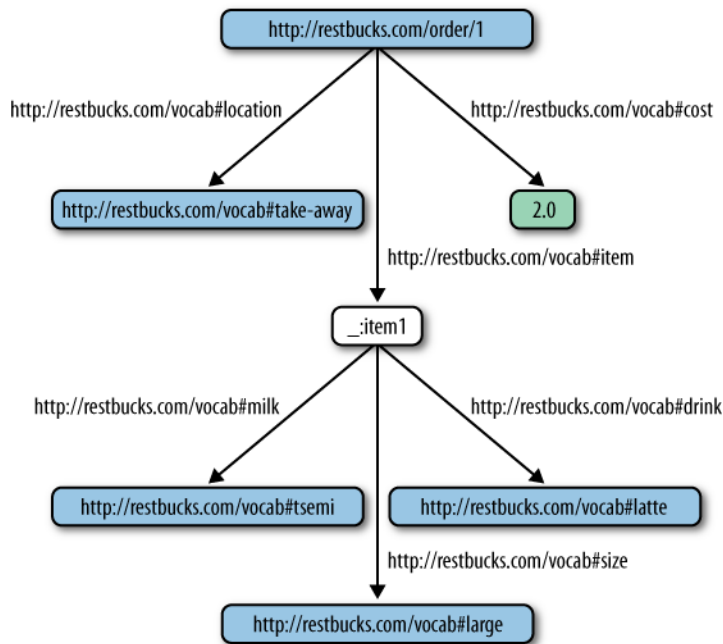 http://restbucks.com/order/1
http://restbucks.com/vocab#location
http://restbucks.com/vocab#cost
http://restbucks.com/vocab#take-away
2.0
http://restbucks.com/vocab#item
_:item1
http://restbucks.com/vocab#milk
http://restbucks.com/vocab#drink
http://restbucks.com/vocab#tsemi
http://restbucks.com/vocab#latte
http://restbucks.com/vocab#size
http://restbucks.com/vocab#large